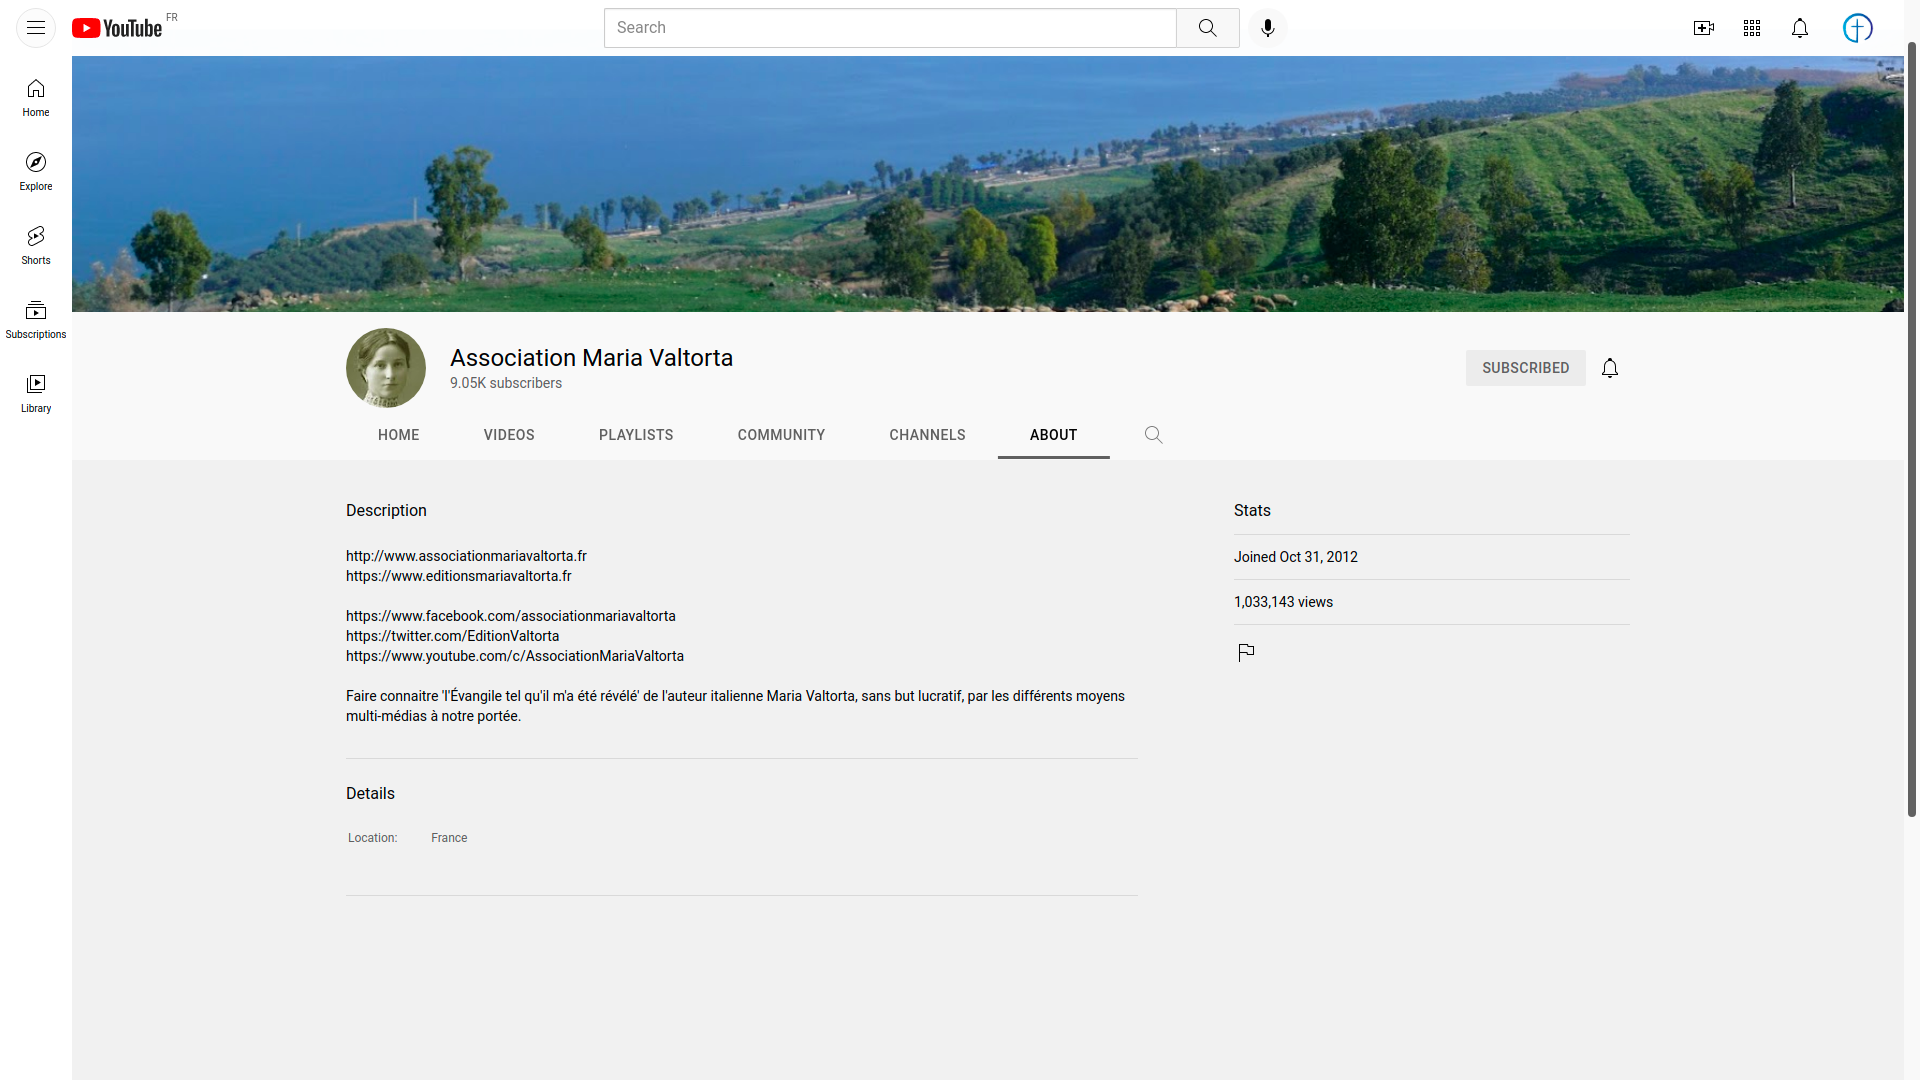 YouTube FR
Search
Home
Explore
Shorts
Subscriptions
Library
Association Maria Valtorta
9.05K subscribers
SUBSCRIBED
HOME VIDEOS PLAYLISTS COMMUNITY CHANNELS ABOUT
Description
http://www.associationmariavaltorta.fr
https://www.editionsmariavaltorta.fr
https://www.facebook.com/associationmariavaltorta
https://twitter.com/EditionValtorta
https://www.youtube.com/c/AssociationMariaValtorta
Faire connaitre 'l'Évangile tel qu'il m'a été révélé' de l'auteur italienne Maria Valtorta, sans but lucratif, par les différents moyens
multi-médias à notre portée.
Details
Location: France
Stats
Joined Oct 31, 2012
1,033,143 views